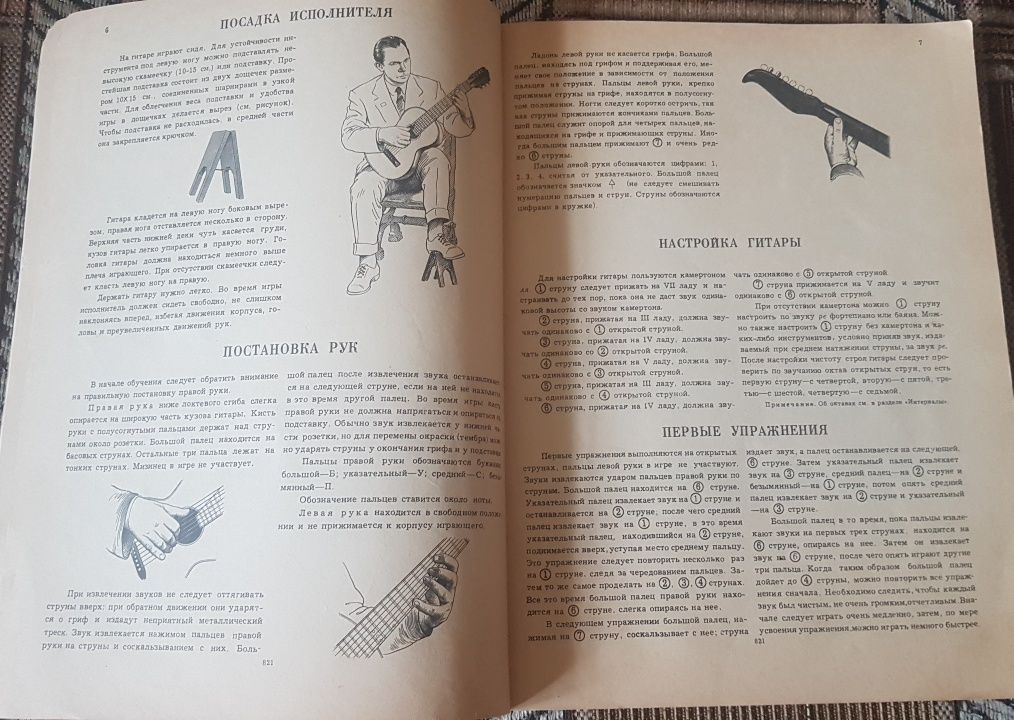 6
ПОСАДКА ИСПОЛНИТЕЛЯ
На гитаре играют сидя. Для устойчивости ин-
струмента под левую ногу можно подставлять не-
высокую скамеечку (10-15 см.) или подставку. Про-
стейшая подставка состоит из двух дощечек разме-
ром 10X15 см., соединенных шарнирами в узкой
части. Для облегчения веса подставки и удобства
игры в дощечках делается вырез (см. рисунок).
Чтобы подставка не расходилась, в средней части
она закрепляется крючком.
Гитара кладется на левую ногу боковым выре-
зом, правая нога отставляется несколько в сторону.
Верхняя часть нижней деки чуть касается груди,
кузов гитары легко упирается в правую ногу. Го-
ловка гитары должна находиться немного выше
плеча играющего. При отсутствии скамеечки следу-
ет класть левую ногу на правую.
Держать гитару нужно легко. Во время игры
исполнитель должен сидеть свободно, не слишком
наклоняясь вперед, избегая движения корпуса, го-
ловы и преувеличенных движений рук.
ПОСТАНОВКА РУК
В начале обучения следует обратить внимание
на правильную постановку правой руки.
Правая рука ниже локтевого сгиба слегка
опирается на широкую часть кузова гитары. Кисть
руки с полусогнутыми пальцами держат над стру-
нами около розетки. Большой палец находится на
басовых струнах. Остальные три пальца лежат на
тонких струнах. Мизинец в игре не участвует.
При извлечении звуков не следует оттягивать
струны вверх: при обратном движении они ударят-
ся о гриф и издадут неприятный металлический
треск. Звук извлекается нажимом пальцев правой
руки на струны и соскальзыванием с них. Боль-
шой палец после извлечения звука останавливает-
ся на следующей струне, если на ней не находится
в это время другой палец. Во время игры кисть
правой руки не должна напрягаться и опираться о
подставку. Обычно звук извлекается у нижней ча-
сти розетки, но для перемены окраски (тембра) мож-
но ударять струны у окончания грифа и у подставки
Пальцы правой руки обозначаются буквами
большой—Б; указательный—У; средний—С; безы-
мянный—П.
Обозначение пальцев ставится около ноты.
Левая рука находится в свободном положе-
нии и не прижимается к корпусу играющего.
821
7
Ладонь левой руки не касается грифа. Большой
палец, находясь под грифом и поддерживая его, ме-
няет свое положение в зависимости от положения
пальцев на струнах. Пальцы левой руки, крепко
прижимая струны на грифе, находятся в полусогну-
том положении. Ногти следует коротко остричь, так
как струны прижимаются кончиками пальцев. Боль-
шой палец служит опорой для четырех пальцев, на-
ходящихся на грифе и прижимающих струны. Ино-
гда большим пальцем прижимают ⑦ и очень ред-
ко ⑥ струны.
Пальцы левой руки обозначаются цифрами: 1,
2, 3, 4, считая от указательного. Большой палец
обозначается значком (не следует смешивать
нумерацию пальцев и струн. Струны обозначаются
цифрами в кружке).
НАСТРОЙКА ГИТАРЫ
Для настройки гитары пользуются камертоном
ля ① струну следует прижать на VII ладу и на-
страивать до тех пор, пока она не даст звук одина-
ковой высоты со звуком камертона.
② струна, прижатая на III ладу, должна зву-
чать одинаково с ① открытой струной.
③ струна, прижатая на IV ладу, должна зву-
чать одинаково со ② открытой струной.
④ струна, прижатая на V ладу, должна зву-
чать одинаково с ③ открытой струной.
⑤ струна, прижатая на III ладу, должна зву-
чать одинаково с ④ открытой струной.
⑥ струна, прижатая на IV ладу, должна зву-
чать одинаково с ⑤ открытой струной.
⑦ струна прижимается на V ладу и звучит
одинаково с ⑥ открытой струной.
При отсутствии камертона можно ① струну
настроить по звуку ре фортепиано или баяна. Мож-
но также настроить ① струну без камертона и ка-
ких-либо инструментов, условно приняв звук, изда-
ваемый при среднем натяжении струны, за звук ре.
После настройки чистоту строя гитары следует про-
верить по звучанию октав открытых струн, то есть
первую струну—с четвертой, вторую—с пятой, тре-
тью—с шестой, четвертую—с седьмой.
Примечание. Об октавах см. в разделе «Интервалы».
ПЕРВЫЕ УПРАЖНЕНИЯ
Первые упражнения выполняются на открытых
струнах, пальцы левой руки в игре не участвуют.
Звуки извлекаются ударом пальцев правой руки по
струнам. Большой палец находится на ⑥ струне.
Указательный палец извлекает звук на ① струне и
останавливается на ② струне, после чего средний
палец извлекает звук на ① струне, в это время
указательный палец, находившийся на ② струне,
поднимается вверх, уступая место среднему пальцу.
Это упражнение следует повторить несколько раз
на ① струне, следя за чередованием пальцев. За-
тем то же самое проделать на ②, ③, ④ струнах.
Все это время большой палец правой руки нахо-
дится на ⑥ струне, слегка опираясь на нее.
В следующем упражнении большой палец, на-
жимая на ⑦ струну, соскальзывает с нее; струна
издает звук, а палец останавливается на следующей,
⑥ струне. Затем указательный палец извлекает
звук на ③ струне, средний палец—на ② струне и
безымянный—на ① струне, потом опять средний
палец извлекает звук на ② струне и указательный
—на ③ струне.
Большой палец в то время, пока пальцы извле-
кают звуки на первых трех струнах, находится на
⑥ струне, опираясь на нее. Затем он извлекает
звук на ⑥ струне, после чего опять играют другие
три пальца. Когда таким образом большой палец
дойдет до ④ струны, можно повторить все упраж-
нения сначала. Необходимо следить, чтобы каждый
звук был чистым, не очень громким, отчетливым. Вна-
чале следует играть очень медленно, затем, по мере
усвоения упражнения, можно играть немного быстрее.
821